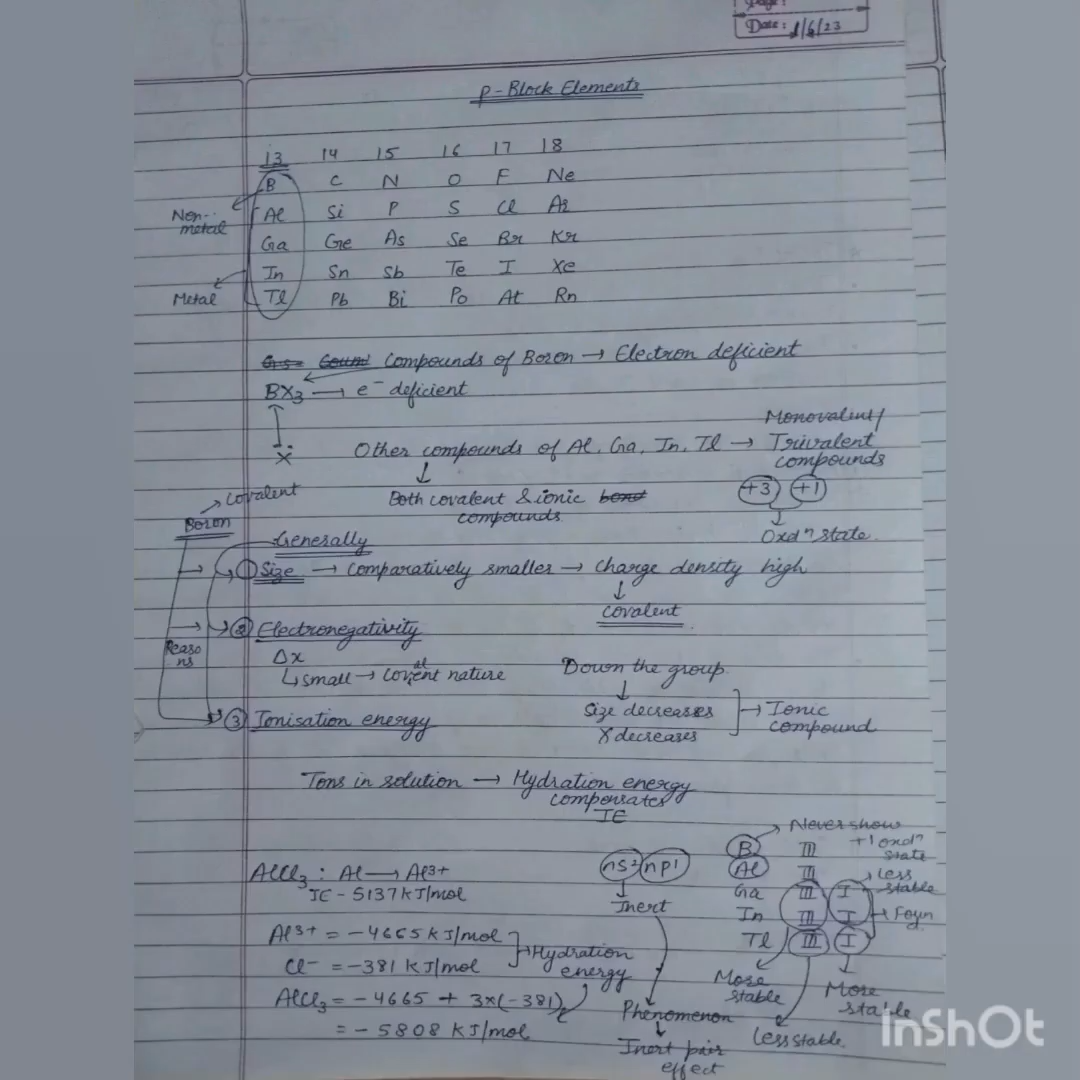 Page:
Date: 1/6/23
p-Block Elements
13 14 15 16 17 18
B C N O F Ne
Al Si P S Cl Ar
Ga Ge As Se Br Kr
In Sn Sb Te I Xe
Tl Pb Bi Po At Rn
Non-metal
Metal
Compounds of Boron → Electron deficient
BX3 → e⁻ deficient
X
Other compounds of Al, Ga, In, Tl → Monovalent/
Trivalent
compounds
Both covalent & ionic bond
compounds.
+3 +1
Oxdⁿ state.
Boron → Covalent
Generally
① Size → Comparatively smaller → Charge density high
↓
Covalent
② Electronegativity
Reasons
Δx
↳ small → Covalent nature
Down the group
↓
Size decreases
X decreases
→ Ionic
compound
③ Ionisation energy
Ions in solution → Hydration energy
compensates
IE
AlCl3 : Al → Al3+
IE - 5137 KJ/mol
Al3+ = -4665 KJ/mol
Cl⁻ = -381 KJ/mol
→ Hydration
energy
AlCl3 = -4665 + 3×(-381)
= -5808 KJ/mol
ns² np1
↓
Inert
Phenomenon
↓
Inert pair
effect
B III → Never show
+1 oxdⁿ
state
Al III
Ga III I → Less
stable
In III I
Tl III I
More
stable
More
stable
Less stable.
InShOt